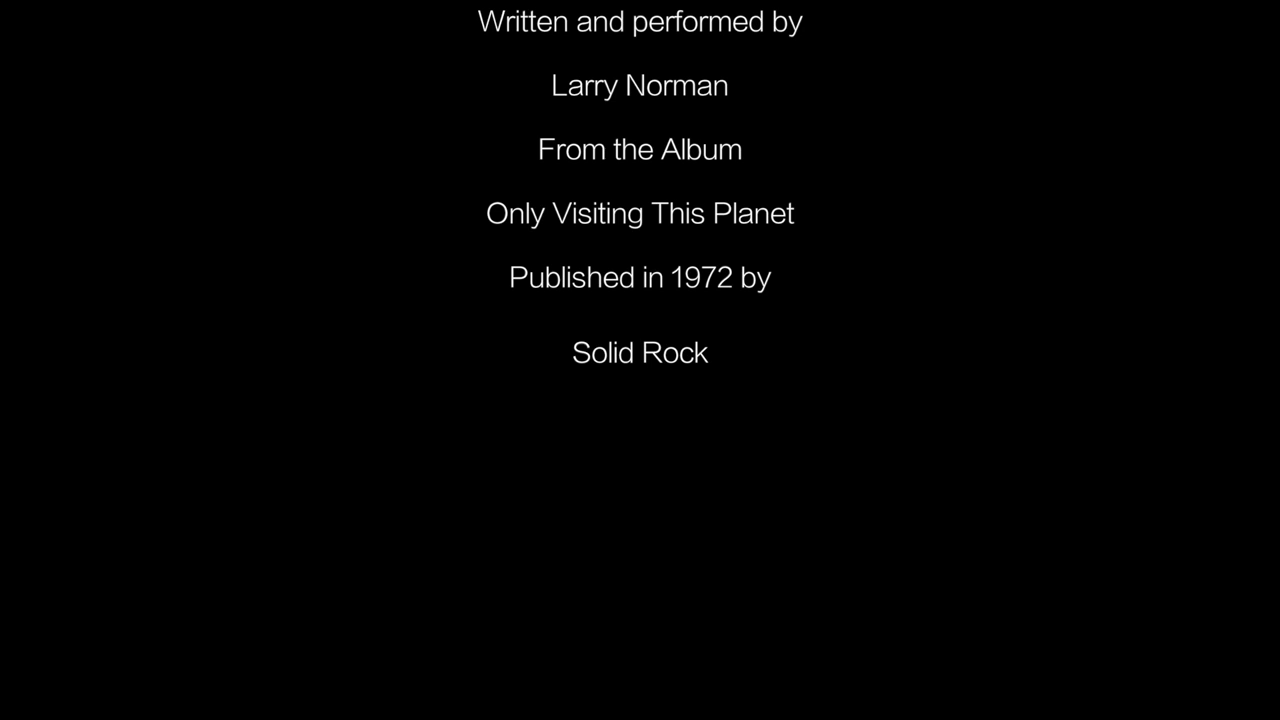 Written and performed by
Larry Norman
From the Album
Only Visiting This Planet
Published in 1972 by
Solid Rock